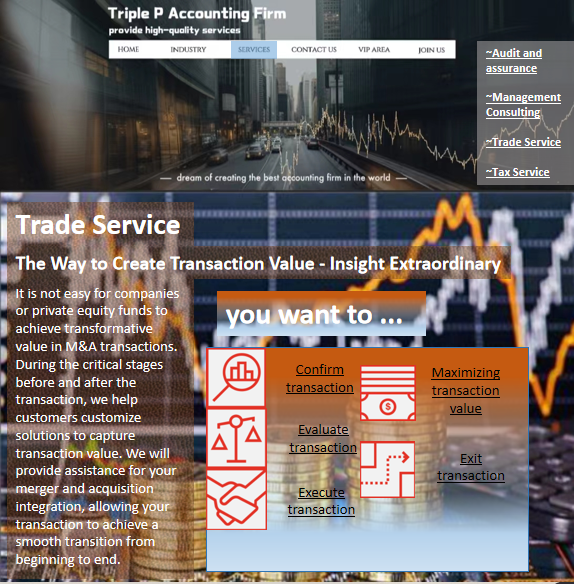 Triple P Accounting Firm
provide high-quality services
HOME INDUSTRY SERVICES CONTACT US VIP AREA JOIN US
~Audit and
assurance
~Management
Consulting
~Trade Service
~Tax Service
dream of creating the best accounting firm in the world
Trade Service
The Way to Create Transaction Value - Insight Extraordinary
It is not easy for companies
or private equity funds to
achieve transformative
value in M&A transactions.
During the critical stages
before and after the
transaction, we help
customers customize
solutions to capture
transaction value. We will
provide assistance for your
merger and acquisition
integration, allowing your
transaction to achieve a
smooth transition from
beginning to end.
you want to ...
Confirm
transaction
Evaluate
transaction
Execute
transaction
Maximizing
transaction
value
$
Exit
transaction